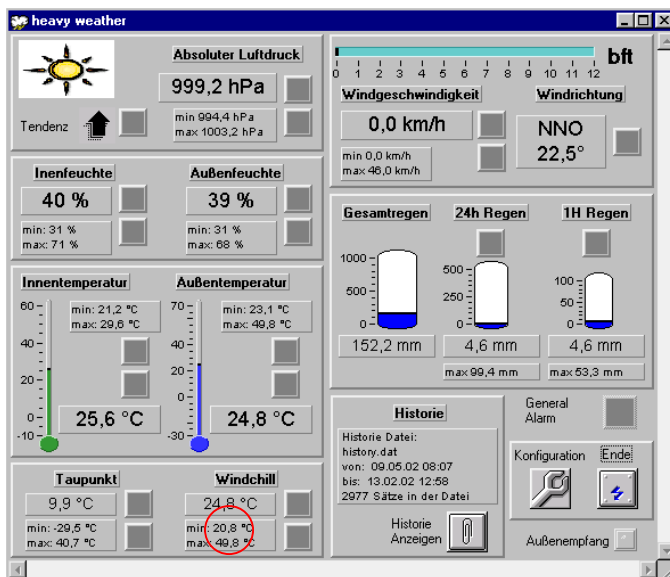 heavy weather
Absoluter Luftdruck
999,2 hPa
Tendenz
min 994,4 hPa
max 1003,2 hPa
Inenfeuchte
40 %
min: 31 %
max: 71 %
Außenfeuchte
39 %
min: 31 %
max: 68 %
Innentemperatur
60
40
20
0
-10
min: 21,2 °C
max: 29,6 °C
25,6 °C
Außentemperatur
70
40
20
0
-30
min: 23,1 °C
max: 49,8 °C
24,8 °C
Taupunkt
9,9 °C
min: -29,5 °C
max: 40,7 °C
Windchill
24,8 °C
min: 20,8 °C
max: 49,8 °C
bft
0 1 2 3 4 5 6 7 8 9 10 11 12
Windgeschwindigkeit
0,0 km/h
min 0,0 km/h
max 46,0 km/h
Windrichtung
NNO
22,5°
Gesamtregen
1000
500
0
152,2 mm
24h Regen
500
250
0
4,6 mm
max 99,4 mm
1H Regen
100
50
0
4,6 mm
max 53,3 mm
Historie
Historie Datei:
history.dat
von: 09.05.02 08:07
bis: 13.02.02 12:58
2977 Sätze in der Datei
Historie
Anzeigen
General
Alarm
Konfiguration
Ende
Außenempfang